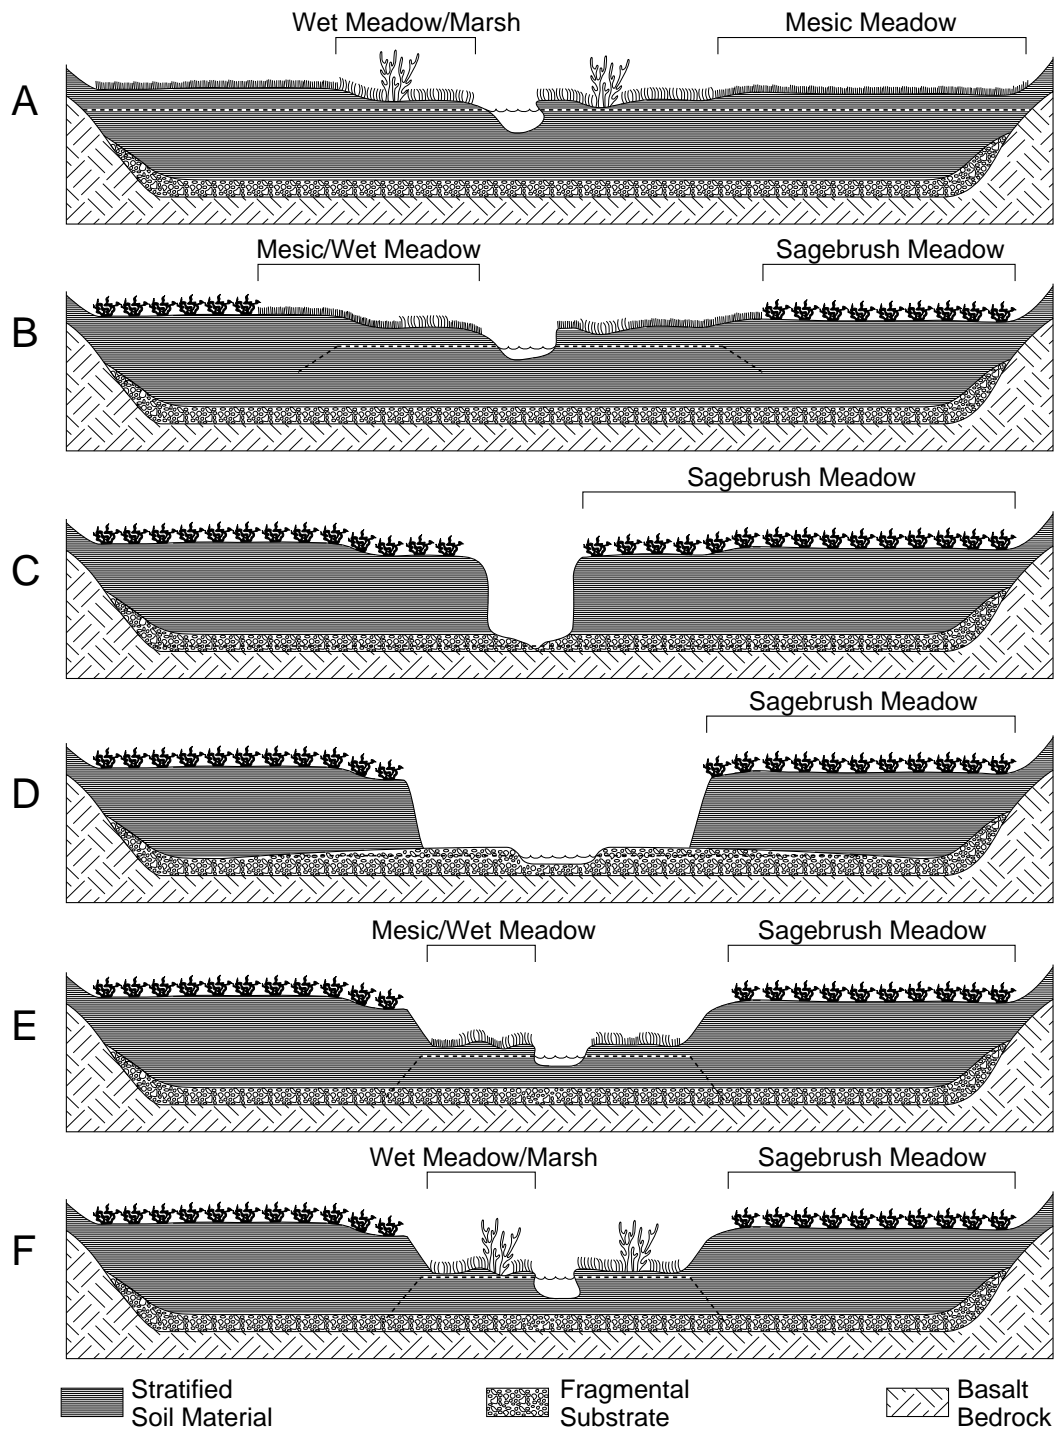 Wet Meadow/Marsh
Mesic Meadow
A
Mesic/Wet Meadow
Sagebrush Meadow
B
Sagebrush Meadow
C
Sagebrush Meadow
D
Mesic/Wet Meadow
Sagebrush Meadow
E
Wet Meadow/Marsh
Sagebrush Meadow
F
Stratified
Soil Material
Fragmental
Substrate
Basalt
Bedrock